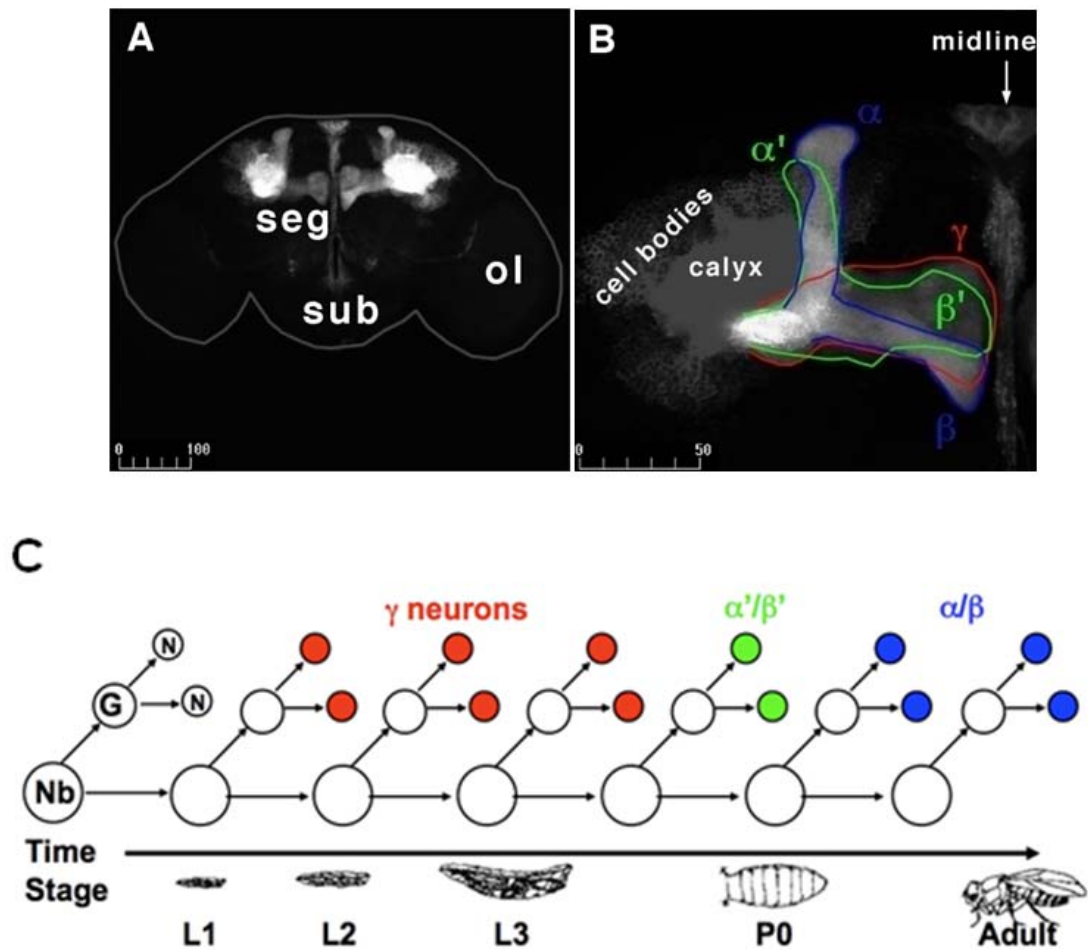 A
seg
ol
sub
0 100
B
midline
α
α'
γ
cell bodies
calyx
β'
β
0 50
C
γ neurons
α'/β'
α/β
N
G
N
Nb
Time
Stage
L1
L2
L3
P0
Adult